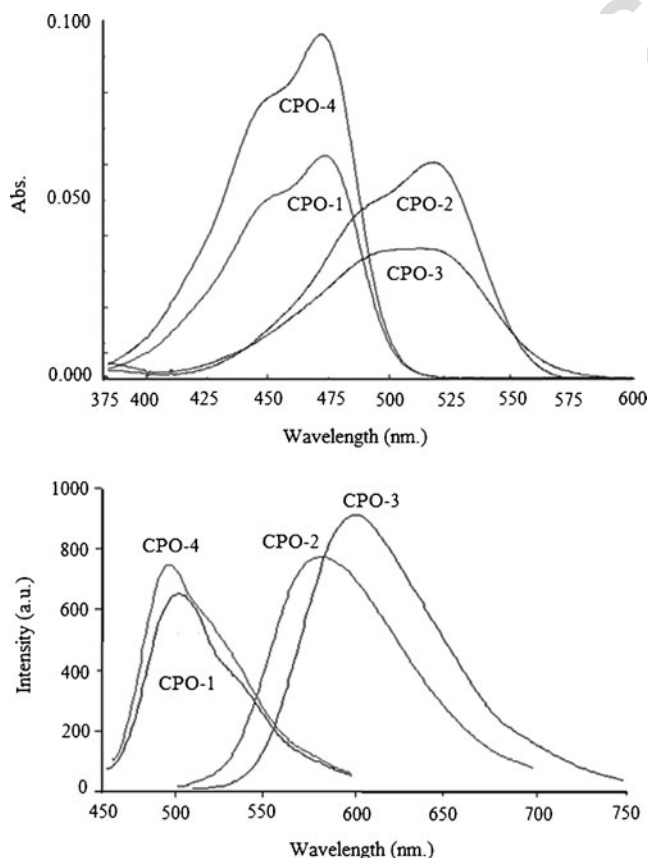 0.100
CPO-4
Abs.
0.050
CPO-1
CPO-2
CPO-3
0.000
375 400 425 450 475 500 525 550 575 600
Wavelength (nm.)
1000
CPO-3
CPO-4
CPO-2
800
Intensity (a.u.)
600
400
CPO-1
200
0
450 500 550 600 650 700 750
Wavelength (nm.)